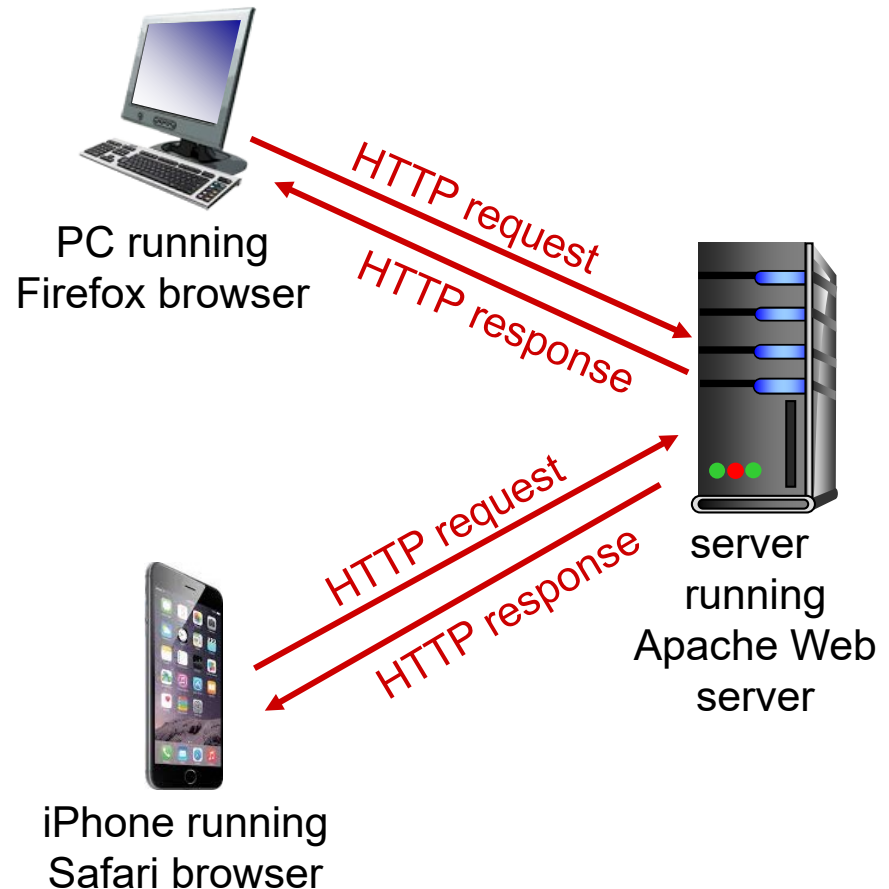 HTTP request
HTTP response
PC running
Firefox browser
HTTP request
HTTP response
server
running
Apache Web
server
iPhone running
Safari browser